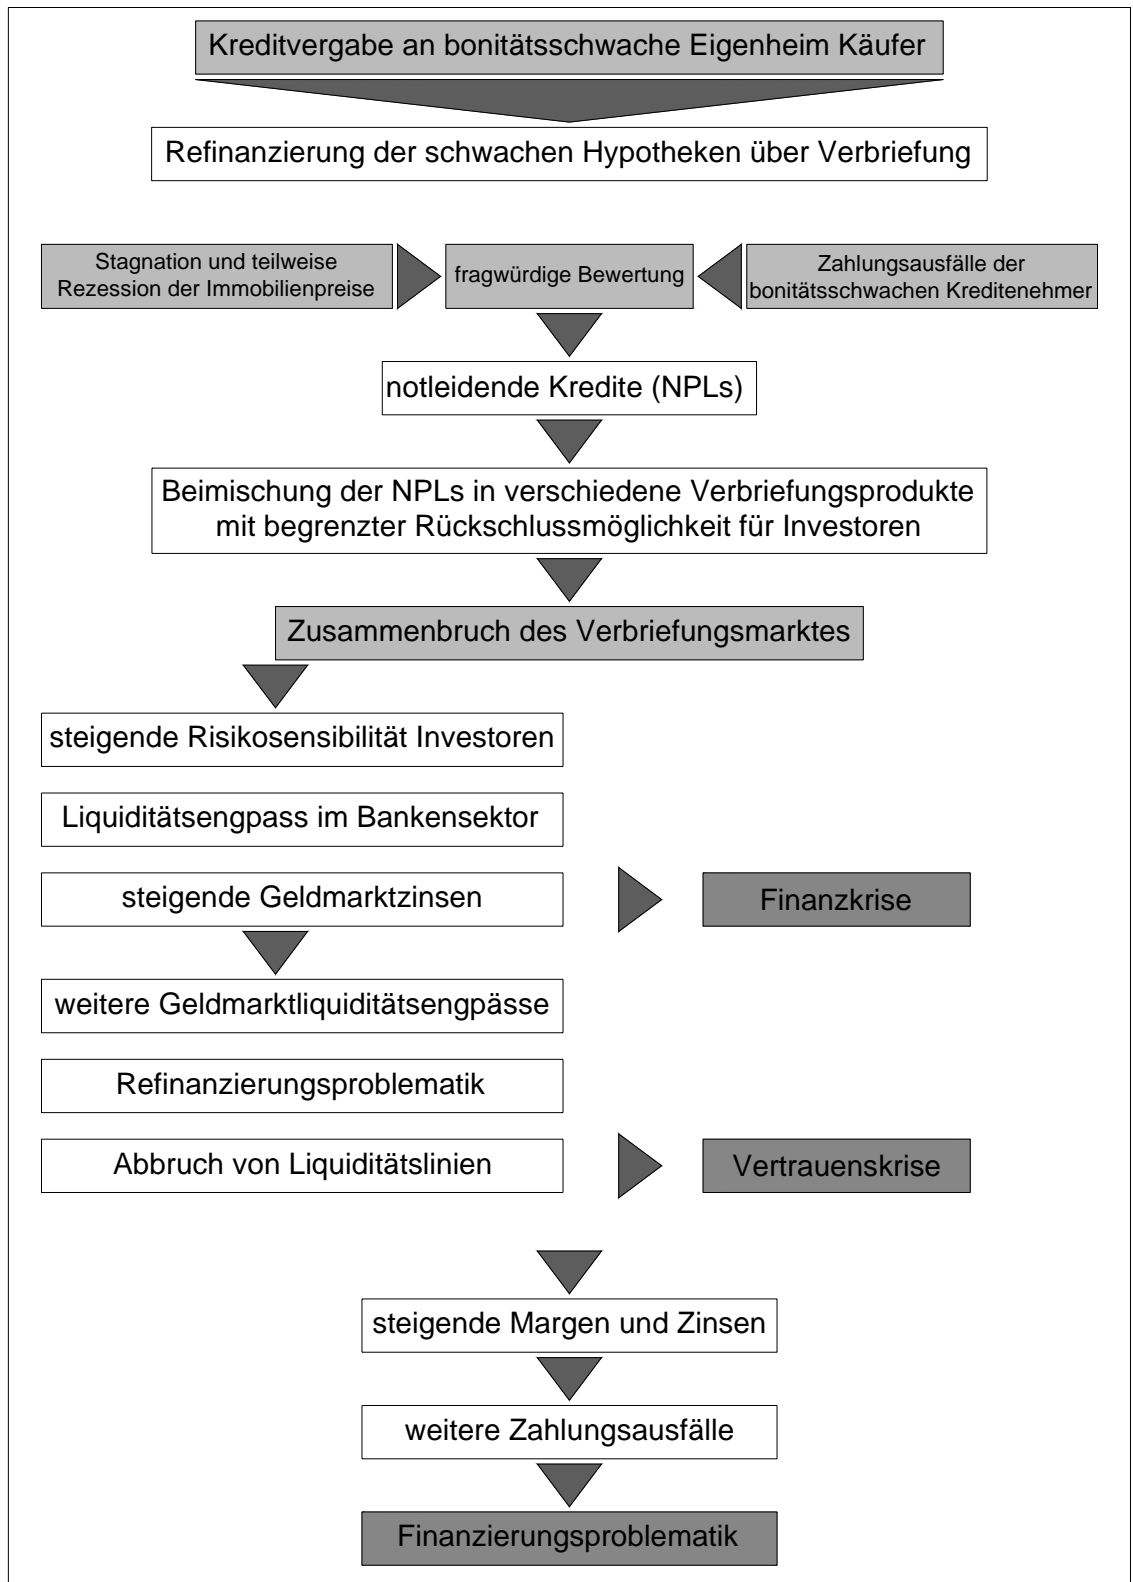 Kreditvergabe an bonitätsschwache Eigenheim Käufer
Refinanzierung der schwachen Hypotheken über Verbriefung
Stagnation und teilweise
Rezession der Immobilienpreise
fragwürdige Bewertung
Zahlungsausfälle der
bonitätsschwachen Kreditenehmer
notleidende Kredite (NPLs)
Beimischung der NPLs in verschiedene Verbriefungsprodukte
mit begrenzter Rückschlussmöglichkeit für Investoren
Zusammenbruch des Verbriefungsmarktes
steigende Risikosensibilität Investoren
Liquiditätsengpass im Bankensektor
steigende Geldmarktzinsen
Finanzkrise
weitere Geldmarktliquiditätsengpässe
Refinanzierungsproblematik
Abbruch von Liquiditätslinien
Vertrauenskrise
steigende Margen und Zinsen
weitere Zahlungsausfälle
Finanzierungsproblematik